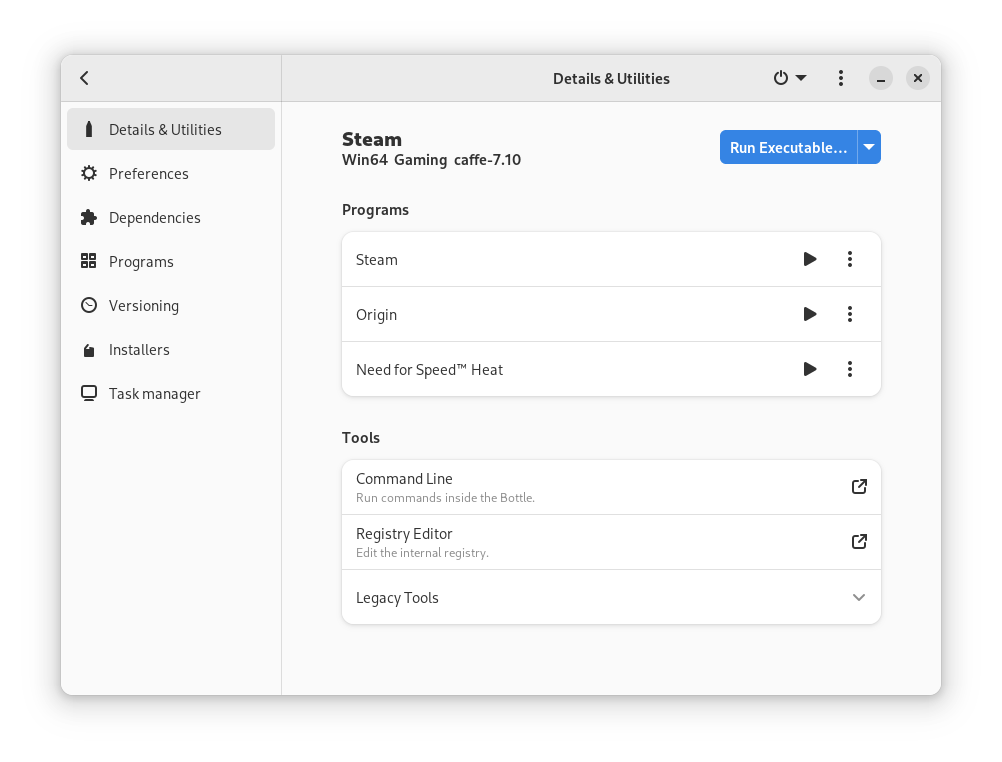 Details & Utilities
Details & Utilities
Preferences
Dependencies
Programs
Versioning
Installers
Task manager
Steam
Win64 Gaming caffe-7.10
Run Executable...
Programs
Steam
Origin
Need for Speed™ Heat
Tools
Command Line
Run commands inside the Bottle.
Registry Editor
Edit the internal registry.
Legacy Tools